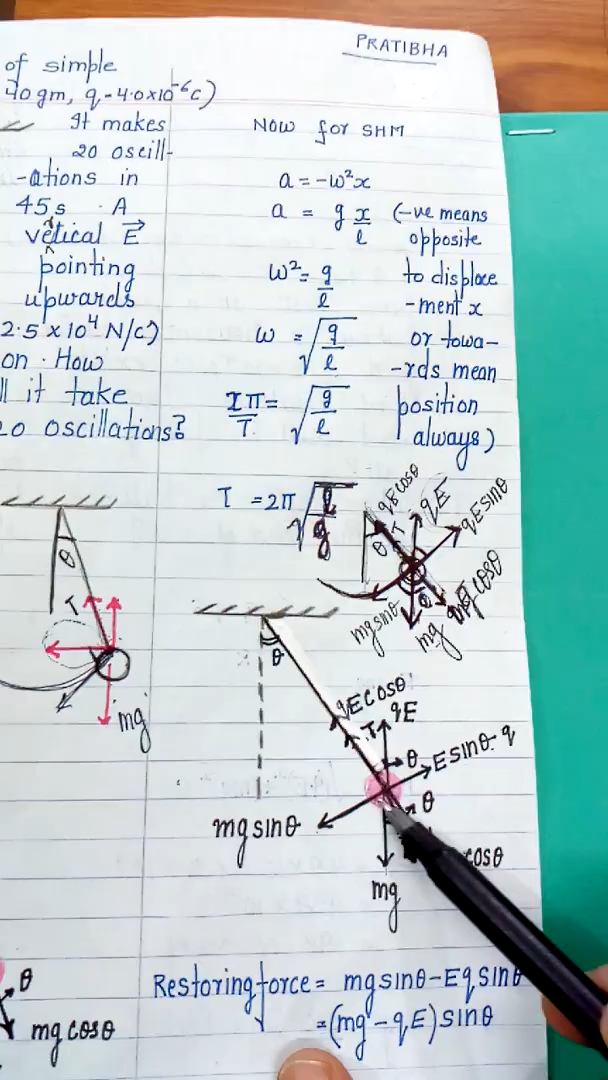 PRATIBHA
of simple
40 gm, q - 4.0x10⁻⁶C)
It makes
20 oscill-
-ations in
45s . A
vetical E→
pointing
upwards
2.5 x 10⁴ N/C)
on . How
ll it take
20 oscillations?
Now for SHM
a = -ω²x
a = g x/l (-ve means
opposite
ω² = g/l to displace
-ment x
ω = √g/l or towa-
-rds mean
2π/T = √g/l position
always)
T = 2π √l/g
qE cosθ
qE
qE sinθ
T
θ
θ
mg sinθ
mg
mg cosθ
θ
T
mg
θ
qE cosθ
T
qE
θ
E sinθ.q
θ
mg sinθ
cosθ
mg
θ
mg cosθ
Restoring force = mg sinθ - Eq sinθ
= (mg - qE) sinθ